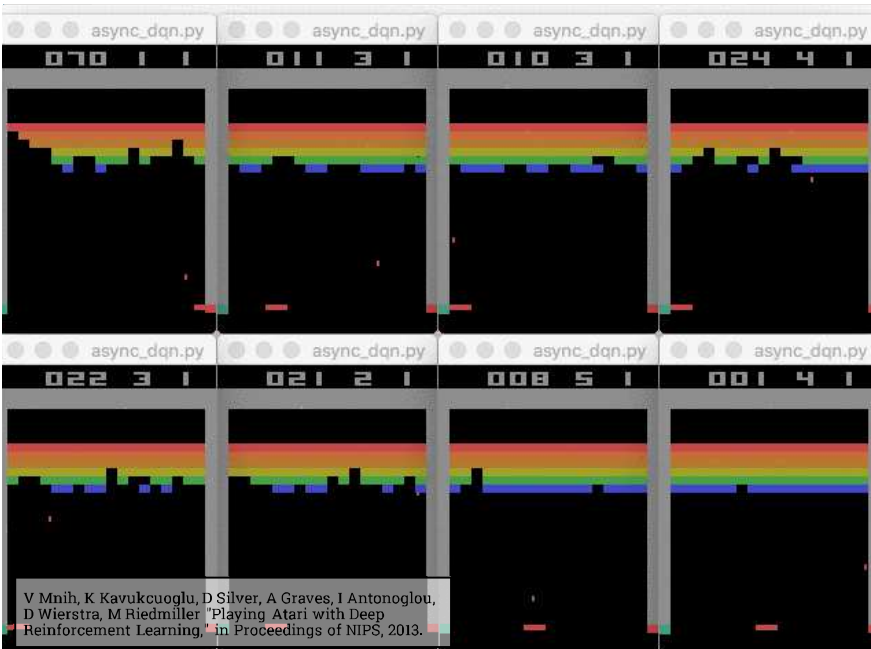 async_dqn.py async_dqn.py async_dqn.py async_dqn.py
070 1 1 011 3 1 010 3 1 024 4 1
async_dqn.py async_dqn.py async_dqn.py async_dqn.py
022 3 1 021 2 1 008 5 1 001 4 1
V Mnih, K Kavukcuoglu, D Silver, A Graves, I Antonoglou,
D Wierstra, M Riedmiller "Playing Atari with Deep
Reinforcement Learning," in Proceedings of NIPS, 2013.